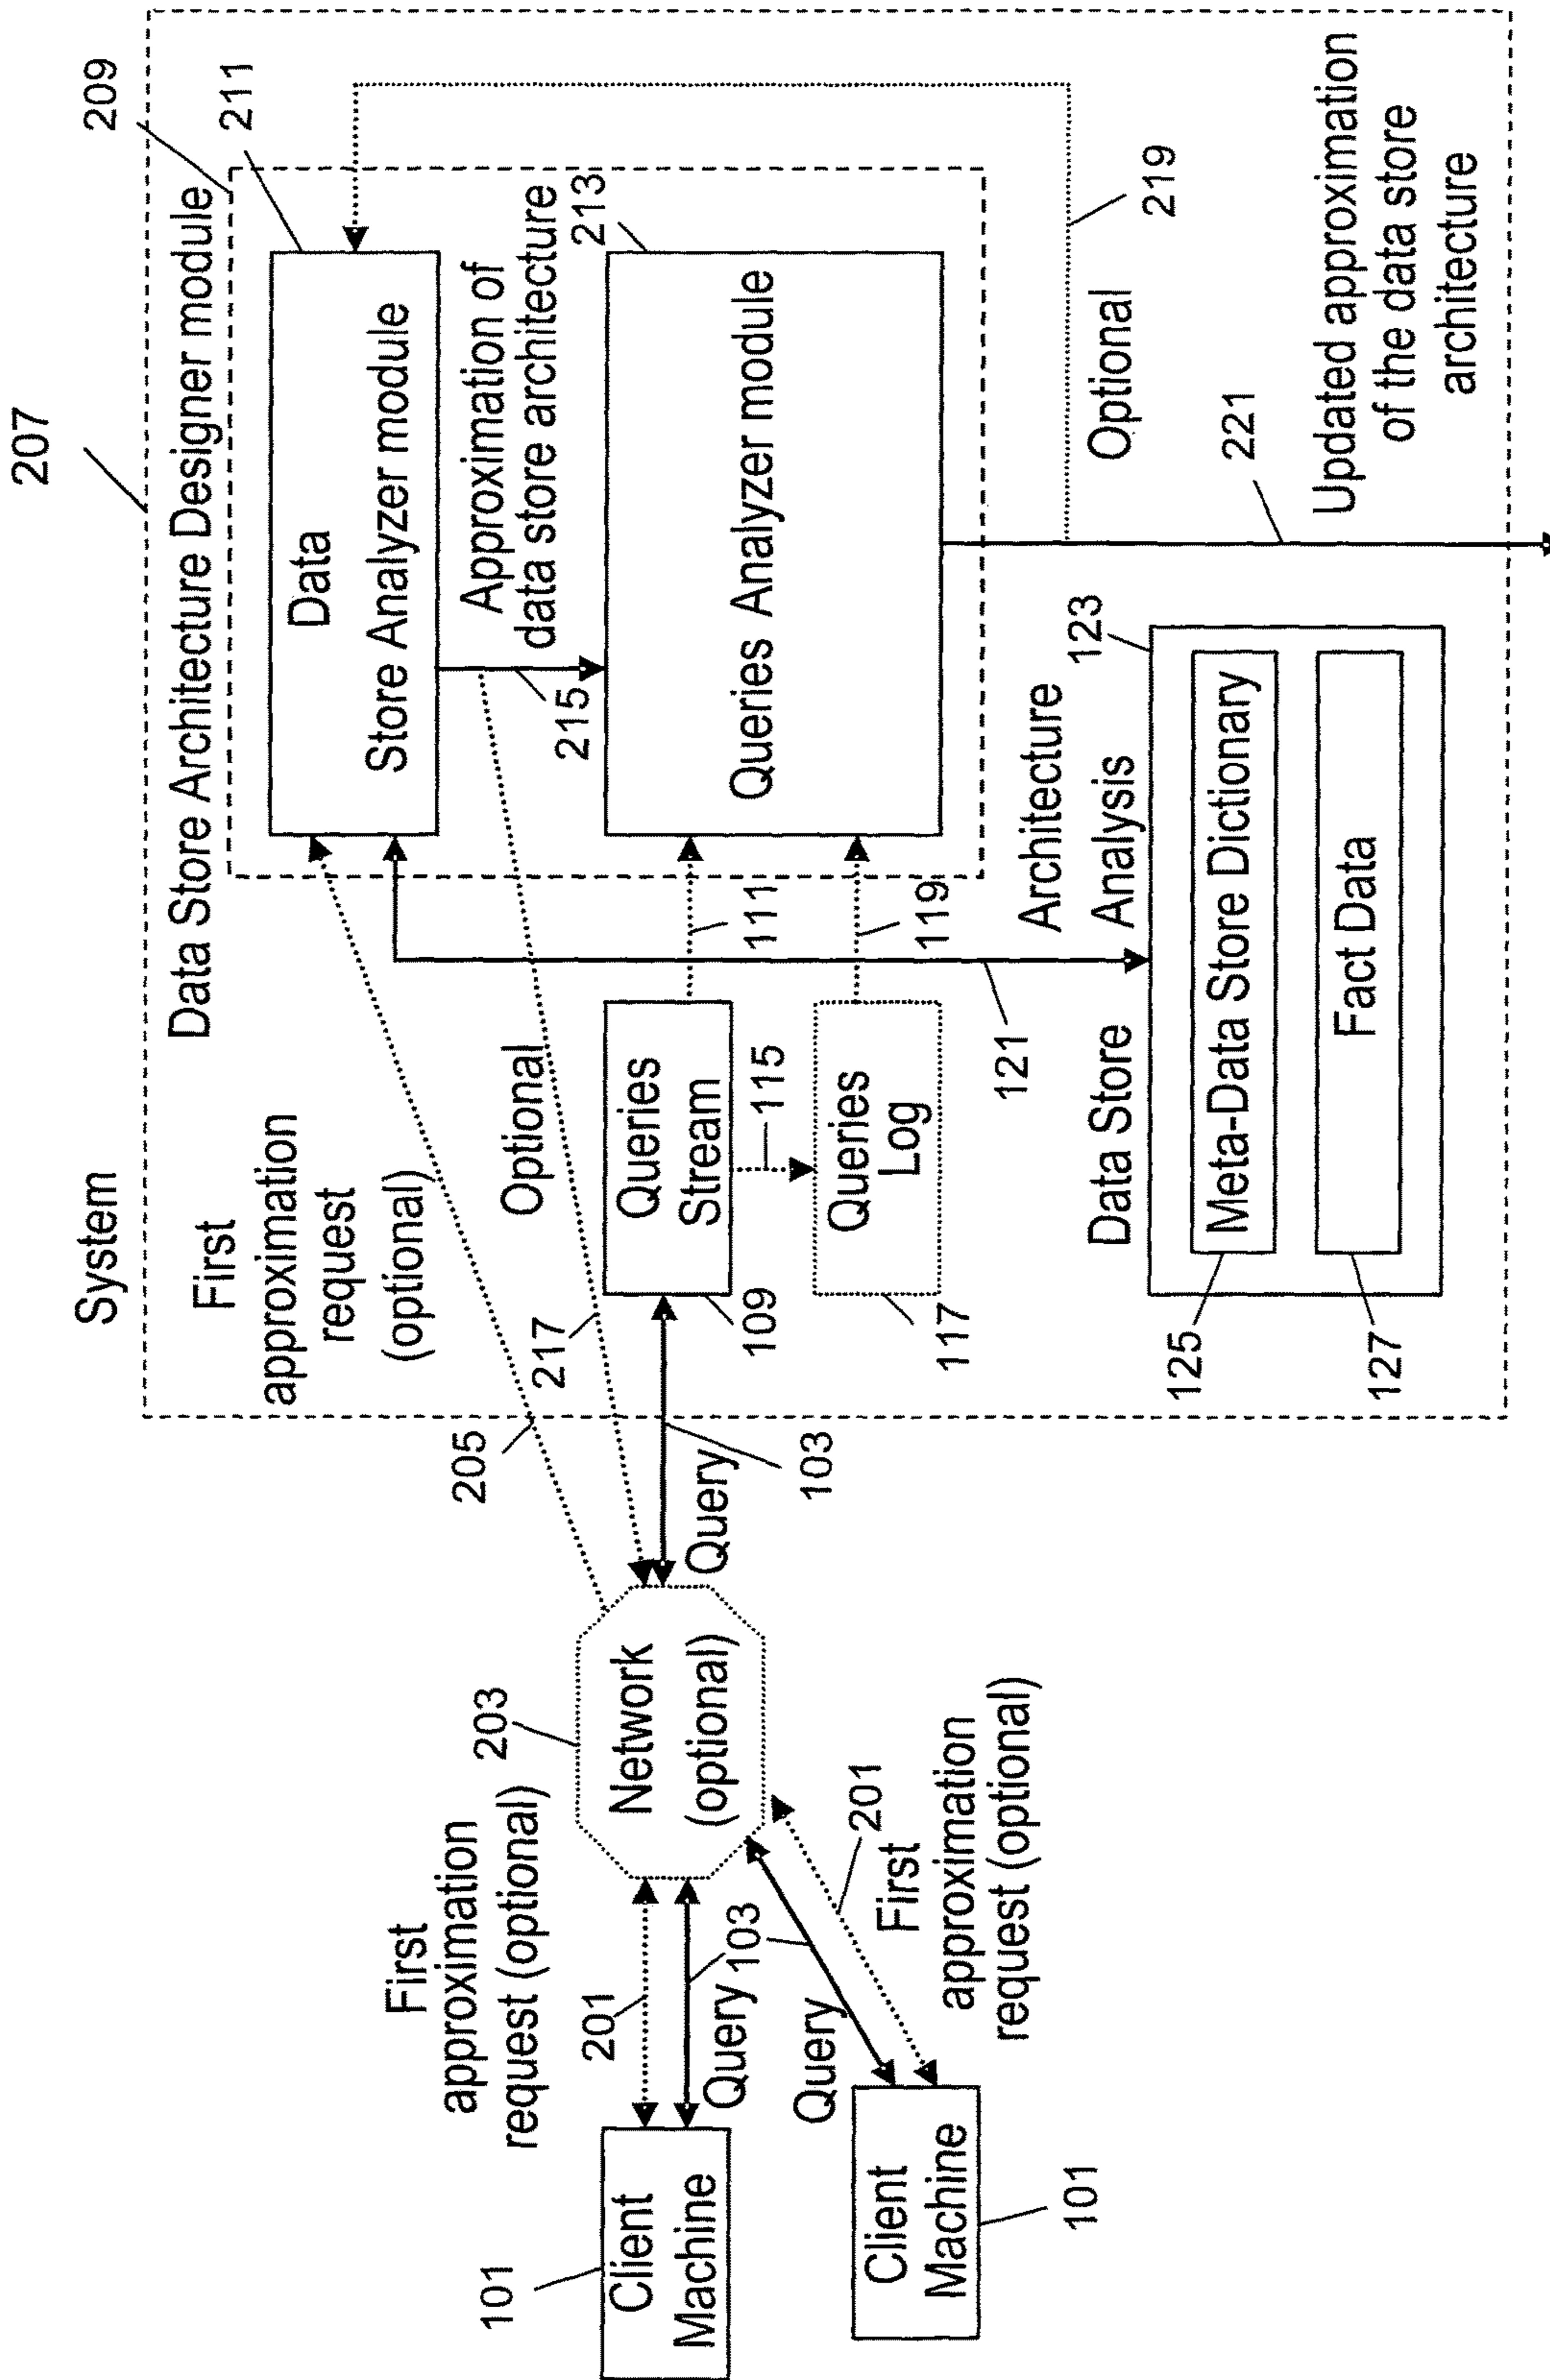 207
System
209
Data Store Architecture Designer module
211
First
approximation
request
(optional)
Data
Store Analyzer module
205
Optional
217
Approximation of
data store architecture
215
213
First
approximation
request (optional)
203
201
Network
(optional)
Query
103
Queries
Stream
109
111
115
Queries
Log
117
119
Queries Analyzer module
101
Client
Machine
Query
103
Query
Client
Machine
101
201
First
approximation
request (optional)
121
Architecture
Analysis
Data Store
123
Meta-Data Store Dictionary
125
Fact Data
127
Optional
219
221
Updated approximation
of the data store
architecture